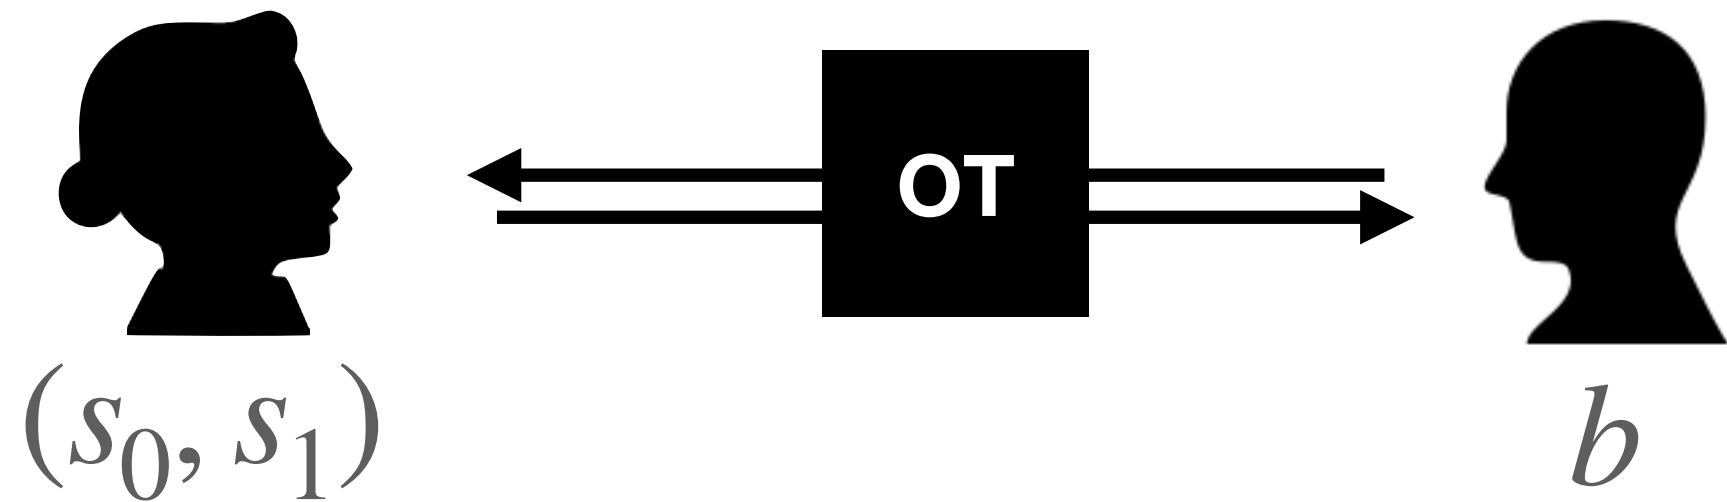 OT
(s₀, s₁)
b